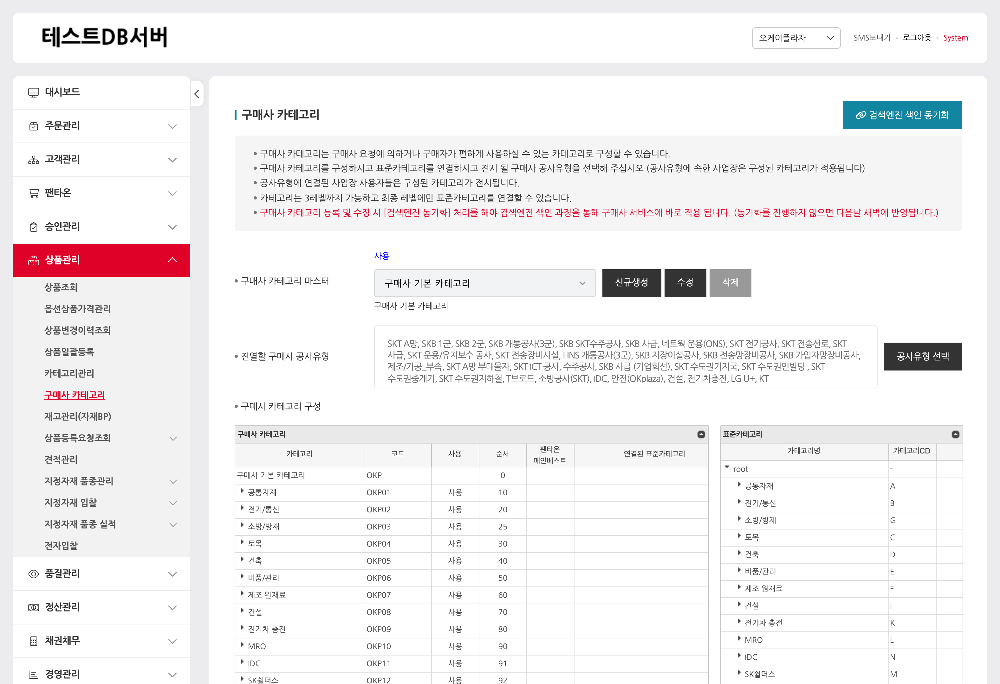 테스트DB서버
오케이플라자
SMS보내기 • 로그아웃 • System
대시보드
주문관리
고객관리
팬타온
승인관리
상품관리
상품조회
옵션상품가격관리
상품변경이력조회
상품일괄등록
카테고리관리
구매사 카테고리
재고관리(자재BP)
상품등록요청조회
견적관리
지정자재 품종관리
지정자재 입찰
지정자재 품종 실적
전자입찰
품질관리
정산관리
채권채무
경영관리
구매사 카테고리
검색엔진 색인 동기화
• 구매사 카테고리는 구매사 요청에 의하거나 구매자가 편하게 사용하실 수 있는 카테고리로 구성할 수 있습니다.
• 구매사 카테고리를 구성하시고 표준카테고리를 연결하시고 전시 될 구매사 공사유형을 선택해 주십시오 (공사유형에 속한 사업장은 구성된 카테고리가 적용됩니다)
• 공사유형에 연결된 사업장 사용자들은 구성된 카테고리가 전시됩니다.
• 카테고리는 3레벨까지 가능하고 최종 레벨에만 표준카테고리를 연결할 수 있습니다.
• 구매사 카테고리 등록 및 수정 시 [검색엔진 동기화] 처리를 해야 검색엔진 색인 과정을 통해 구매사 서비스에 바로 적용 됩니다. (동기화를 진행하지 않으면 다음날 새벽에 반영됩니다.)
사용
• 구매사 카테고리 마스터
구매사 기본 카테고리
신규생성 수정 삭제
구매사 기본 카테고리
• 진열할 구매사 공사유형
SKT A망, SKB 1군, SKB 2군, SKB 개통공사(3군), SKB SKT수주공사, SKB 사급, 네트웍 운용(ONS), SKT 전기공사, SKT 전송선로, SKT
사급, SKT 운용/유지보수 공사, SKT 전송장비시설, HNS 개통공사(3군), SKB 지장이설공사, SKB 전송망장비공사, SKB 가입자망장비공사,
제조/가공_부속, SKT A망 부대물자, SKT ICT 공사, 수주공사, SKB 사급 (기업회선), SKT 수도권기지국, SKT 수도권인빌딩 , SKT
수도권중계기, SKT 수도권지하철, T브로드, 소방공사(SKT), IDC, 안전(OKplaza), 건설, 전기차충전, LG U+, KT
공사유형 선택
• 구매사 카테고리 구성
구매사 카테고리
카테고리 코드 사용 순서 팬타온 메인베스트 연결된 표준카테고리
구매사 기본 카테고리 OKP 0
공통자재 OKP01 사용 10
전기/통신 OKP02 사용 20
소방/방재 OKP03 사용 25
토목 OKP04 사용 30
건축 OKP05 사용 40
비품/관리 OKP06 사용 50
제조 원재료 OKP07 사용 60
건설 OKP08 사용 70
전기차 충전 OKP09 사용 80
MRO OKP10 사용 90
IDC OKP11 사용 91
SK쉴더스 OKP12 사용 92
표준카테고리
카테고리명 카테고리CD
root -
공통자재 A
전기/통신 B
소방/방재 G
토목 C
건축 D
비품/관리 E
제조 원재료 F
건설 I
전기차 충전 K
MRO L
IDC N
SK쉴더스 M